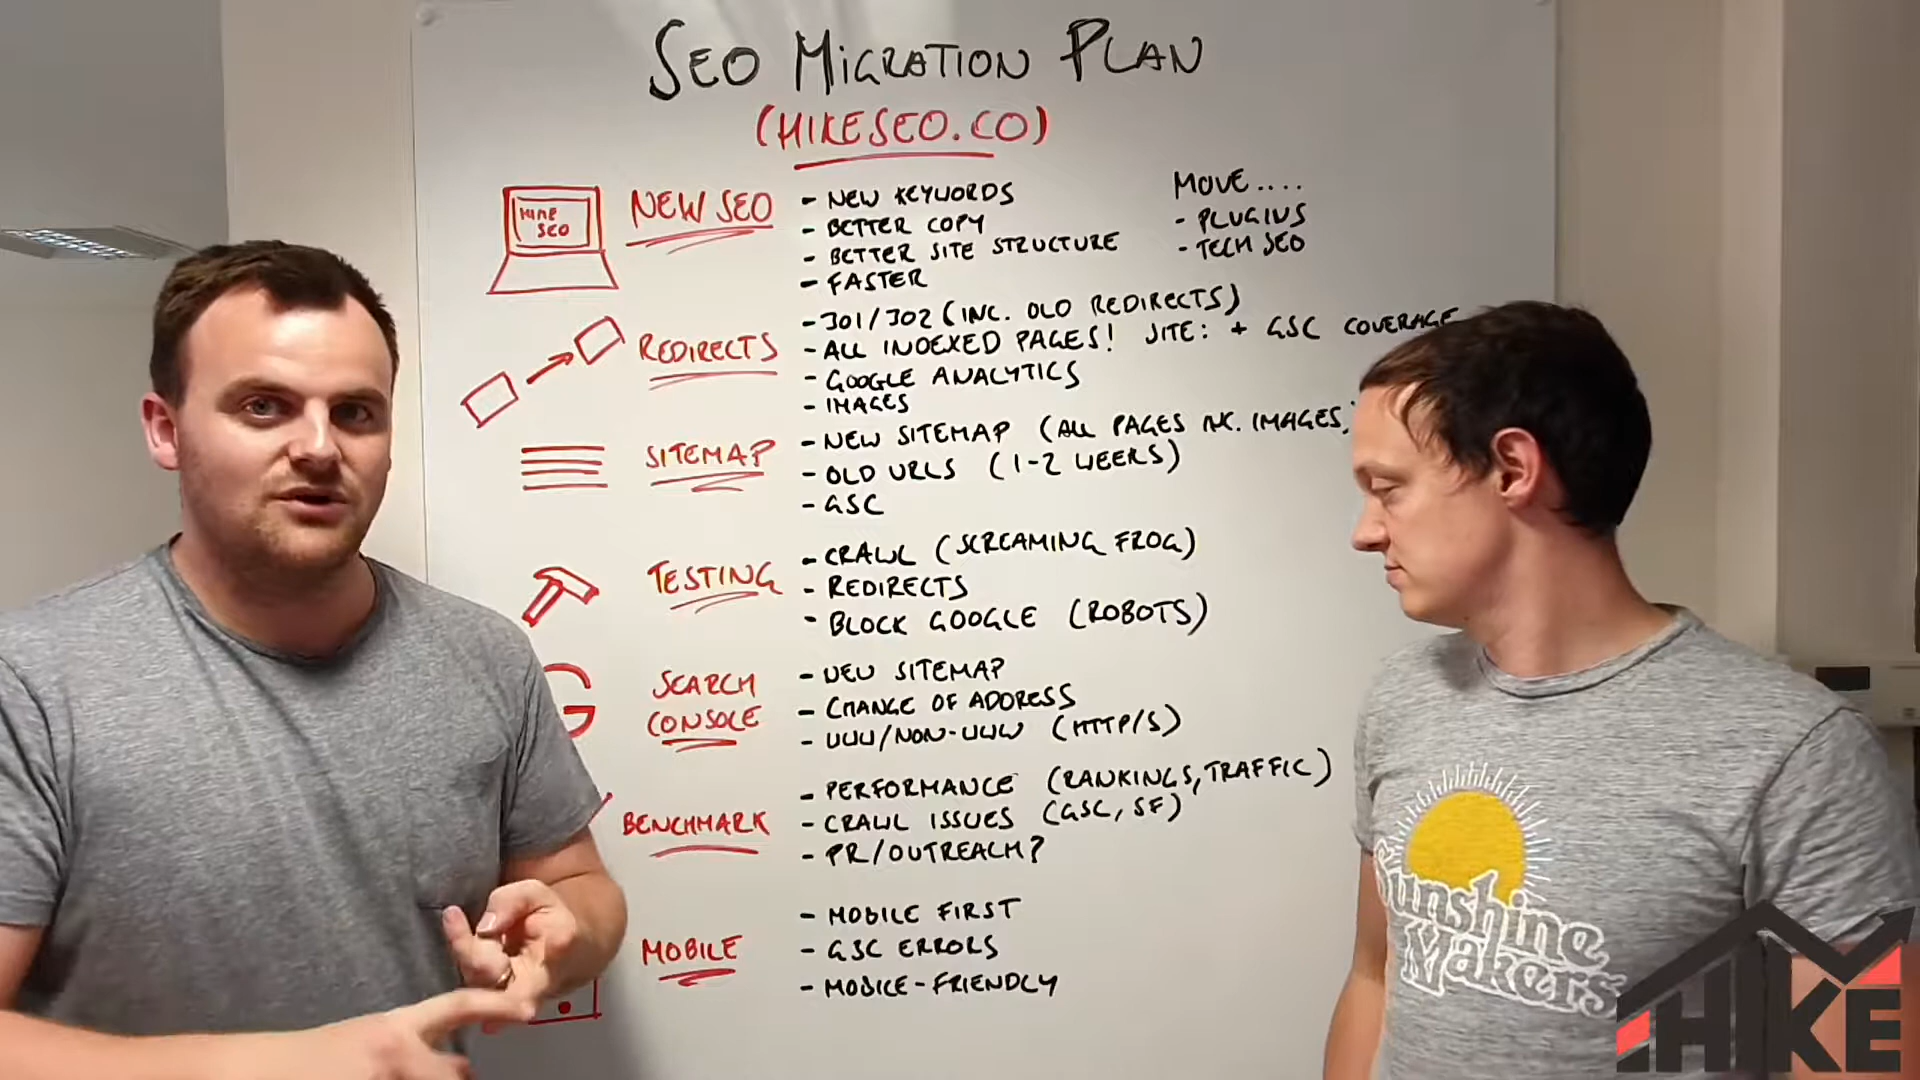 SEO MIGRATION PLAN
(HIKESEO.CO)
HIKE
SEO
NEW SEO
- NEW KEYWORDS
- BETTER COPY
- BETTER SITE STRUCTURE
- FASTER
MOVE....
- PLUGINS
- TECH SEO
REDIRECTS
- 301/302 (INC. OLD REDIRECTS)
- ALL INDEXED PAGES! SITE: + GSC COVERAGE
- GOOGLE ANALYTICS
- IMAGES
SITEMAP
- NEW SITEMAP (ALL PAGES INC. IMAGES,
- OLD URLS (1-2 WEEKS)
- GSC
TESTING
- CRAWL (SCREAMING FROG)
- REDIRECTS
- BLOCK GOOGLE (ROBOTS)
SEARCH
CONSOLE
- NEW SITEMAP
- CHANGE OF ADDRESS
- WWW/NON-WWW (HTTP/S)
BENCHMARK
- PERFORMANCE (RANKINGS, TRAFFIC)
- CRAWL ISSUES (GSC, SF)
- PR/OUTREACH?
MOBILE
- MOBILE FIRST
- GSC ERRORS
- MOBILE-FRIENDLY
Sunshine
Makers
HIKE